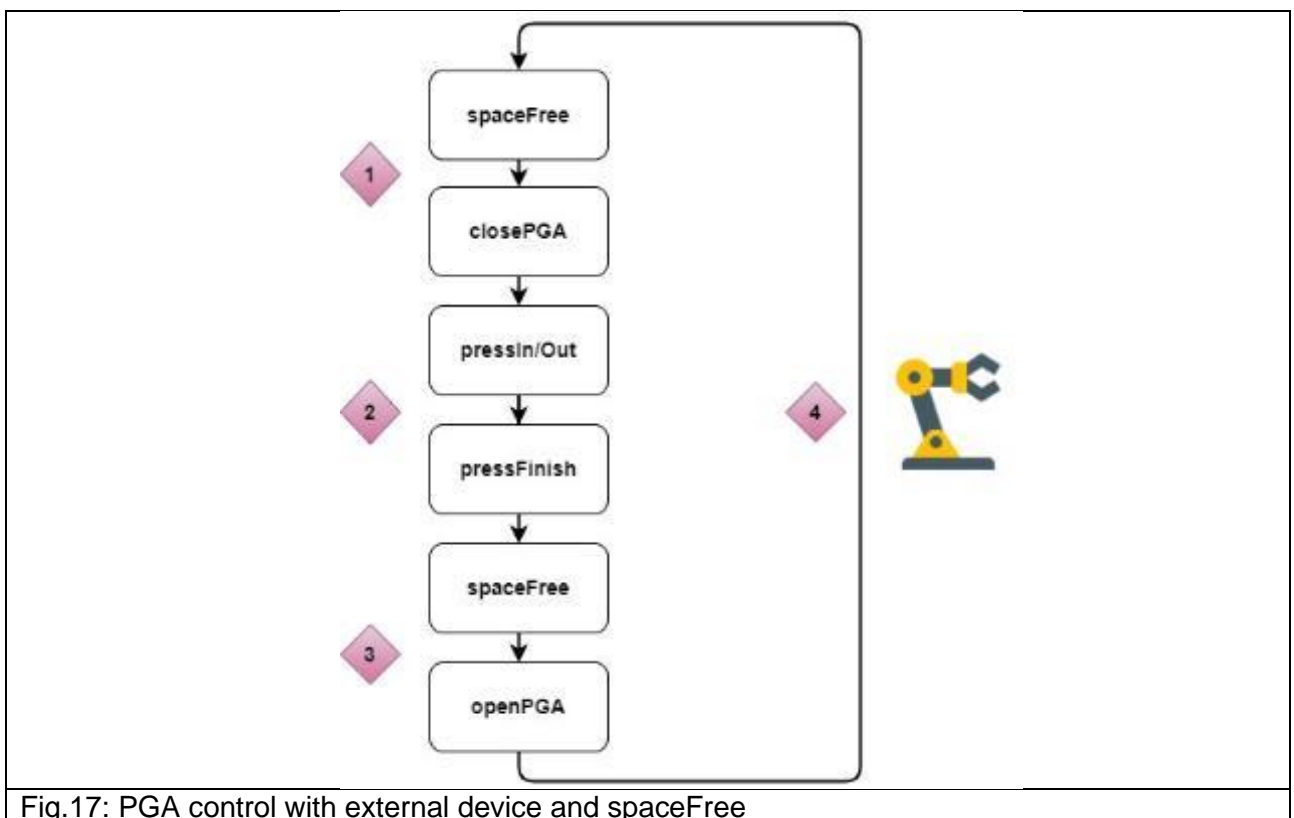 spaceFree
1
closePGA
pressIn/Out
2
4
pressFinish
spaceFree
3
openPGA
Fig.17: PGA control with external device and spaceFree